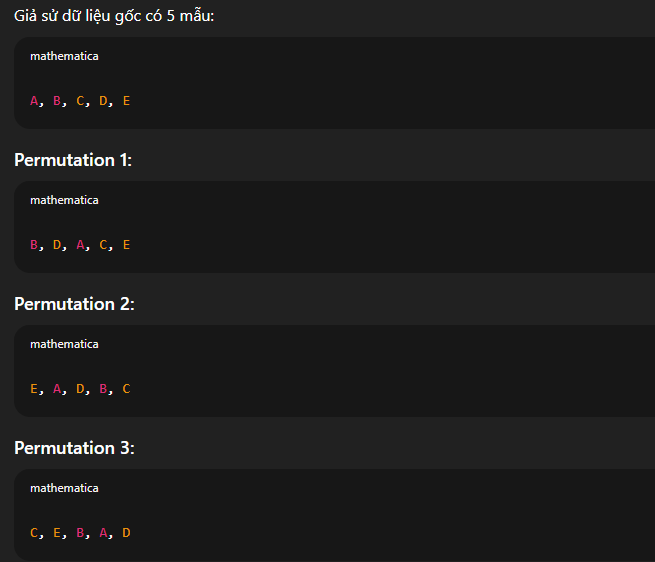 Giả sử dữ liệu gốc có 5 mẫu:
mathematica
A, B, C, D, E
Permutation 1:
mathematica
B, D, A, C, E
Permutation 2:
mathematica
E, A, D, B, C
Permutation 3:
mathematica
C, E, B, A, D